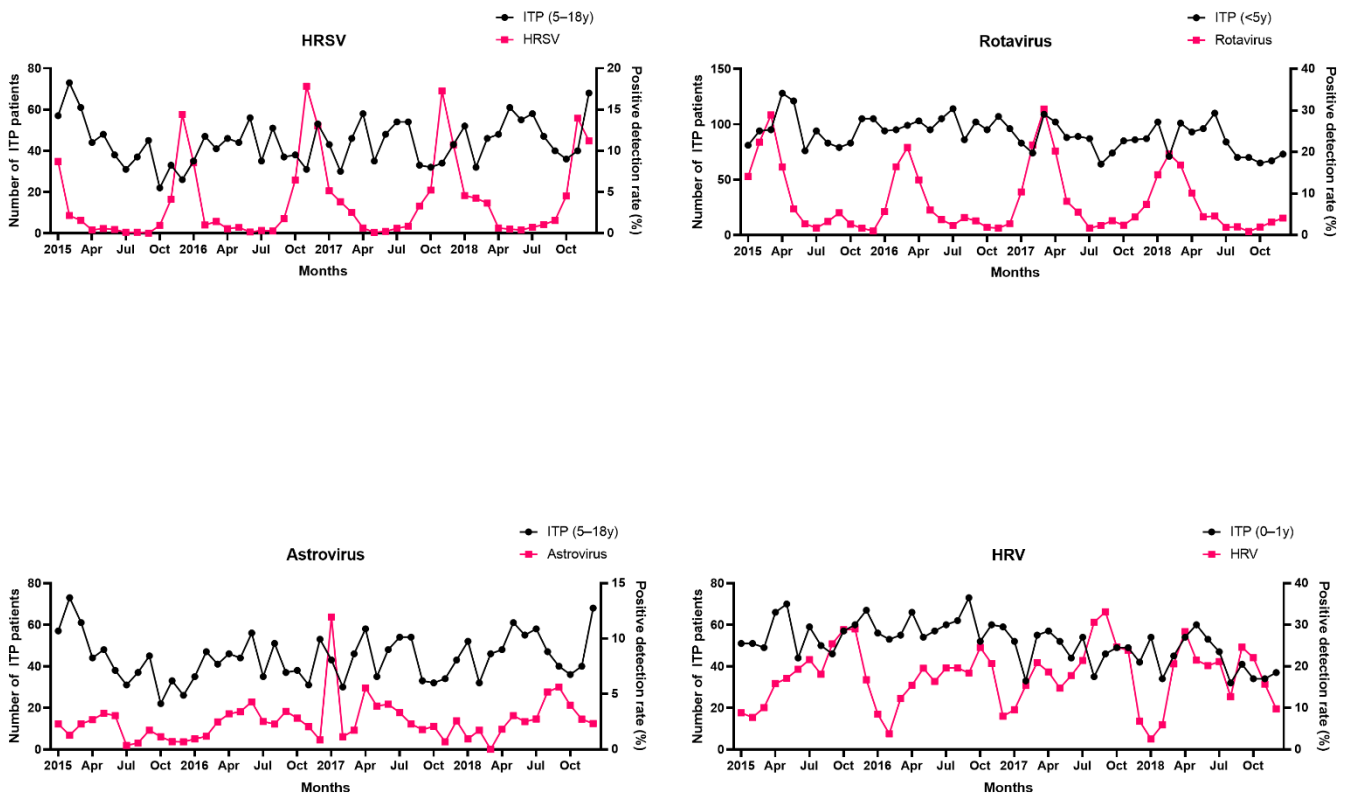 HRSV
ITP (5–18y)
HRSV
Number of ITP patients
80
60
40
20
0
20
15
10
5
0
Positive detection rate (%)
2015 Apr Jul Oct 2016 Apr Jul Oct 2017 Apr Jul Oct 2018 Apr Jul Oct
Months
Rotavirus
ITP (<5y)
Rotavirus
Number of ITP patients
150
100
50
0
40
30
20
10
0
Positive detection rate (%)
2015 Apr Jul Oct 2016 Apr Jul Oct 2017 Apr Jul Oct 2018 Apr Jul Oct
Months
Astrovirus
ITP (5–18y)
Astrovirus
Number of ITP patients
80
60
40
20
0
15
10
5
0
Positive detection rate (%)
2015 Apr Jul Oct 2016 Apr Jul Oct 2017 Apr Jul Oct 2018 Apr Jul Oct
Months
HRV
ITP (0–1y)
HRV
Number of ITP patients
80
60
40
20
0
40
30
20
10
0
Positive detection rate (%)
2015 Apr Jul Oct 2016 Apr Jul Oct 2017 Apr Jul Oct 2018 Apr Jul Oct
Months